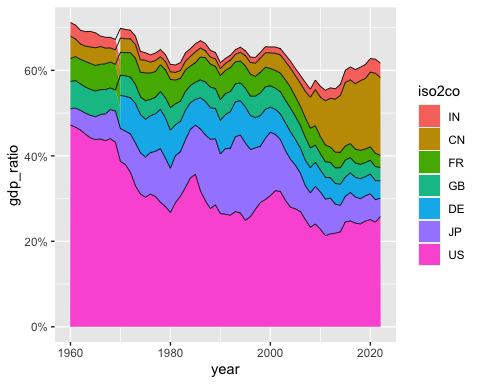 60%
40%
20%
0%
gdp_ratio
1960
1980
2000
2020
year
iso2co
IN
CN
FR
GB
DE
JP
US